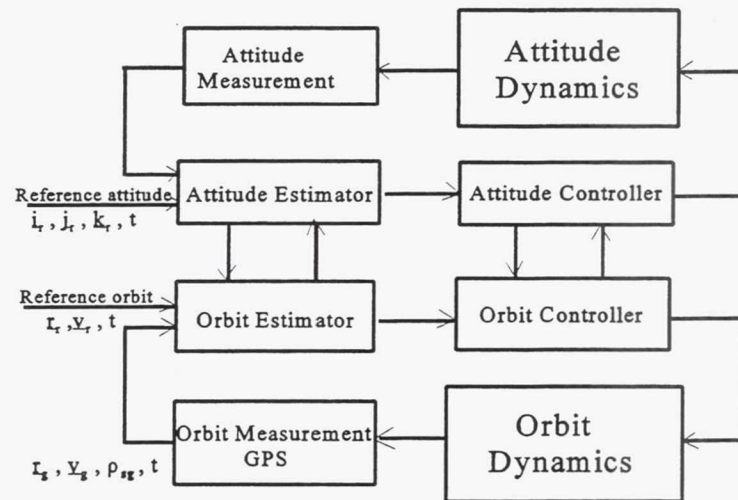 Attitude
Measurement
Attitude
Dynamics
Reference attitude
i_r , j_r , k_r , t
Attitude Estimator
Attitude Controller
Reference orbit
r_r , v_r , t
Orbit Estimator
Orbit Controller
Orbit Measurement
GPS
r_g , v_g , ρ_sg , t
Orbit
Dynamics